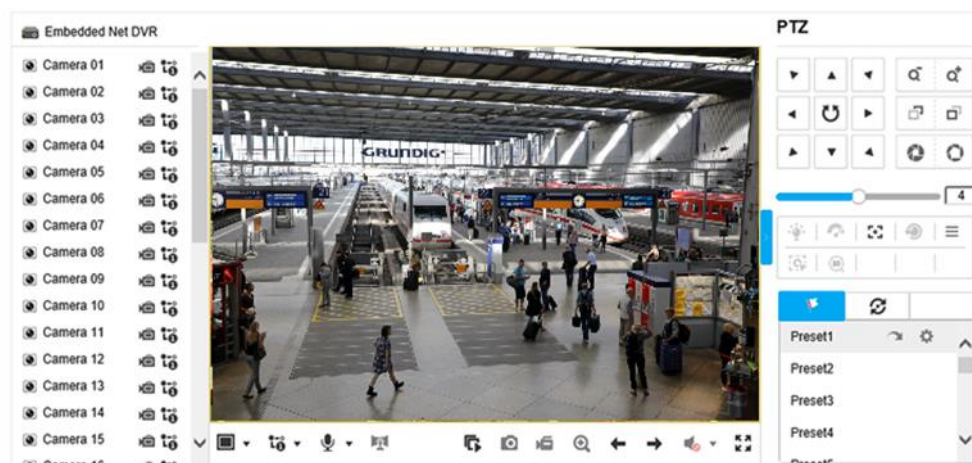 Embedded Net DVR
PTZ
Camera 01
Camera 02
Camera 03
Camera 04
Camera 05
Camera 06
Camera 07
Camera 08
Camera 09
Camera 10
Camera 11
Camera 12
Camera 13
Camera 14
Camera 15
GRUNDIG
4
Preset1
Preset2
Preset3
Preset4